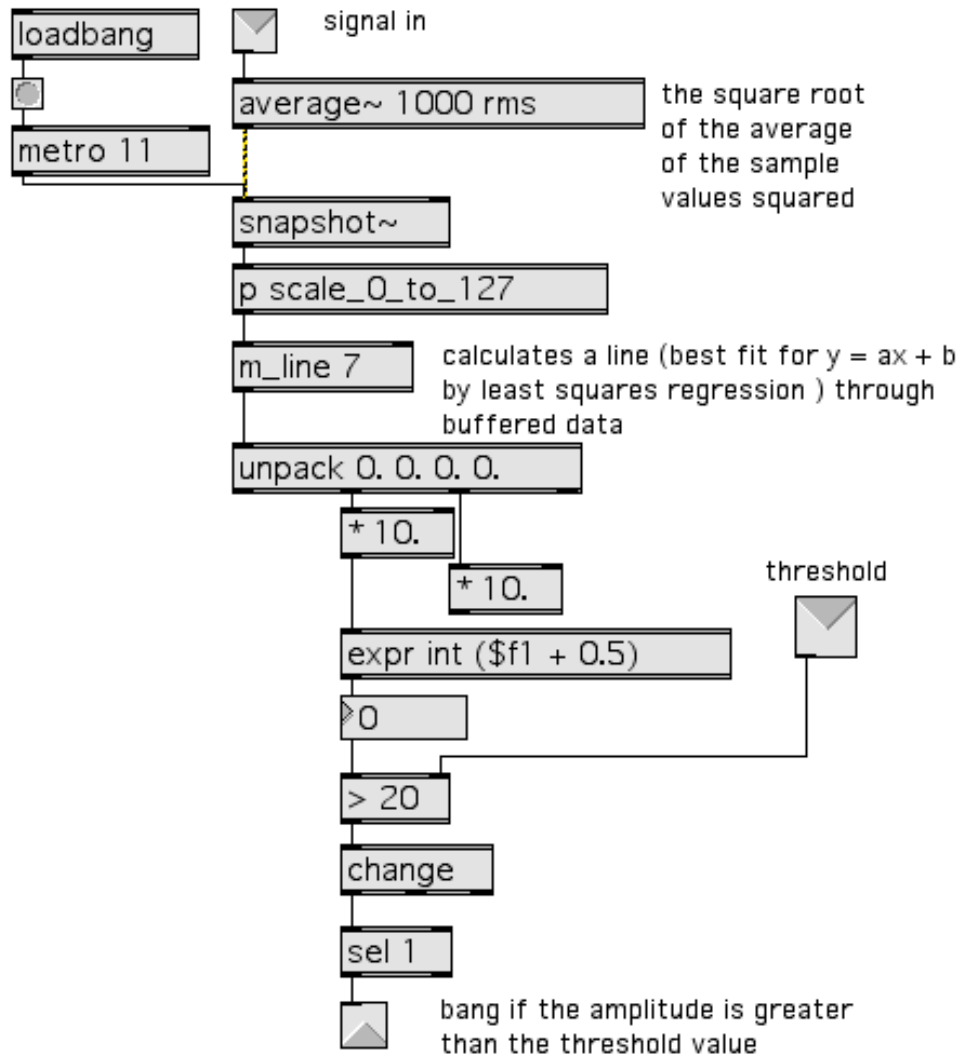 loadbang
signal in
average~ 1000 rms
the square root
of the average
of the sample
values squared
metro 11
snapshot~
p scale_0_to_127
m_line 7
calculates a line (best fit for y = ax + b
by least squares regression ) through
buffered data
unpack 0. 0. 0. 0.
* 10.
* 10.
threshold
expr int ($f1 + 0.5)
0
> 20
change
sel 1
bang if the amplitude is greater
than the threshold value